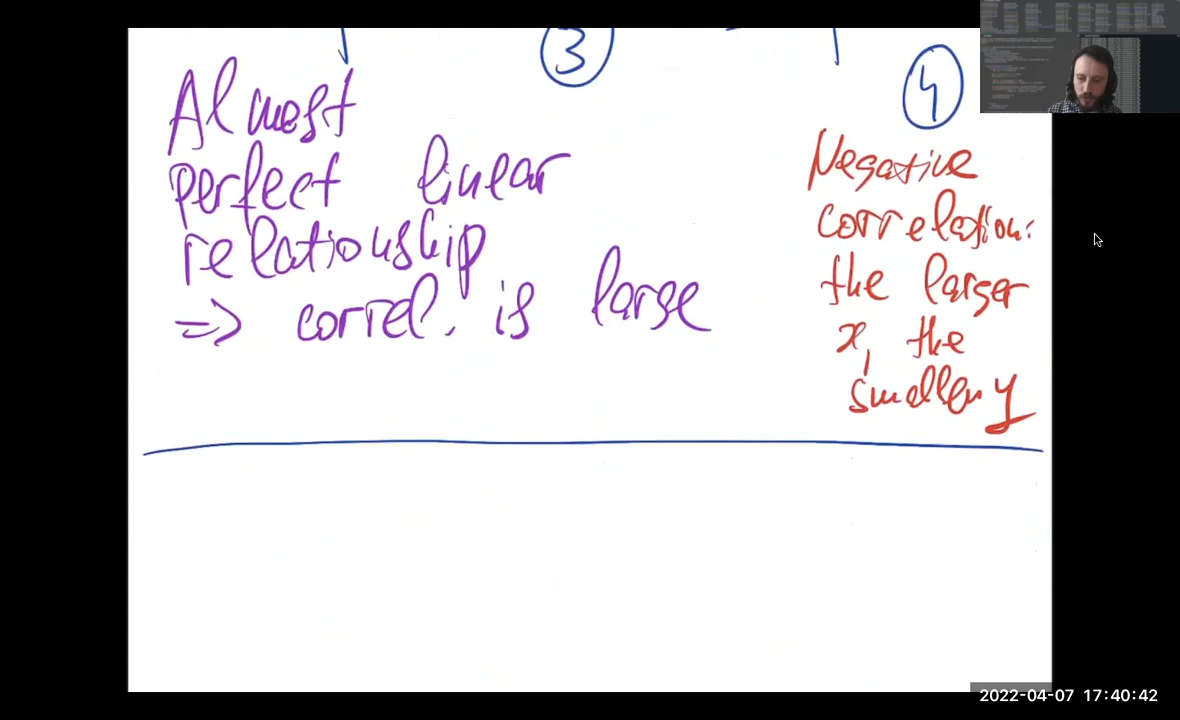 3
4
Almost
perfect linear
relationship
=> correl. is large
Negative
correlation:
the larger
x, the
smaller y
2022-04-07 17:40:42